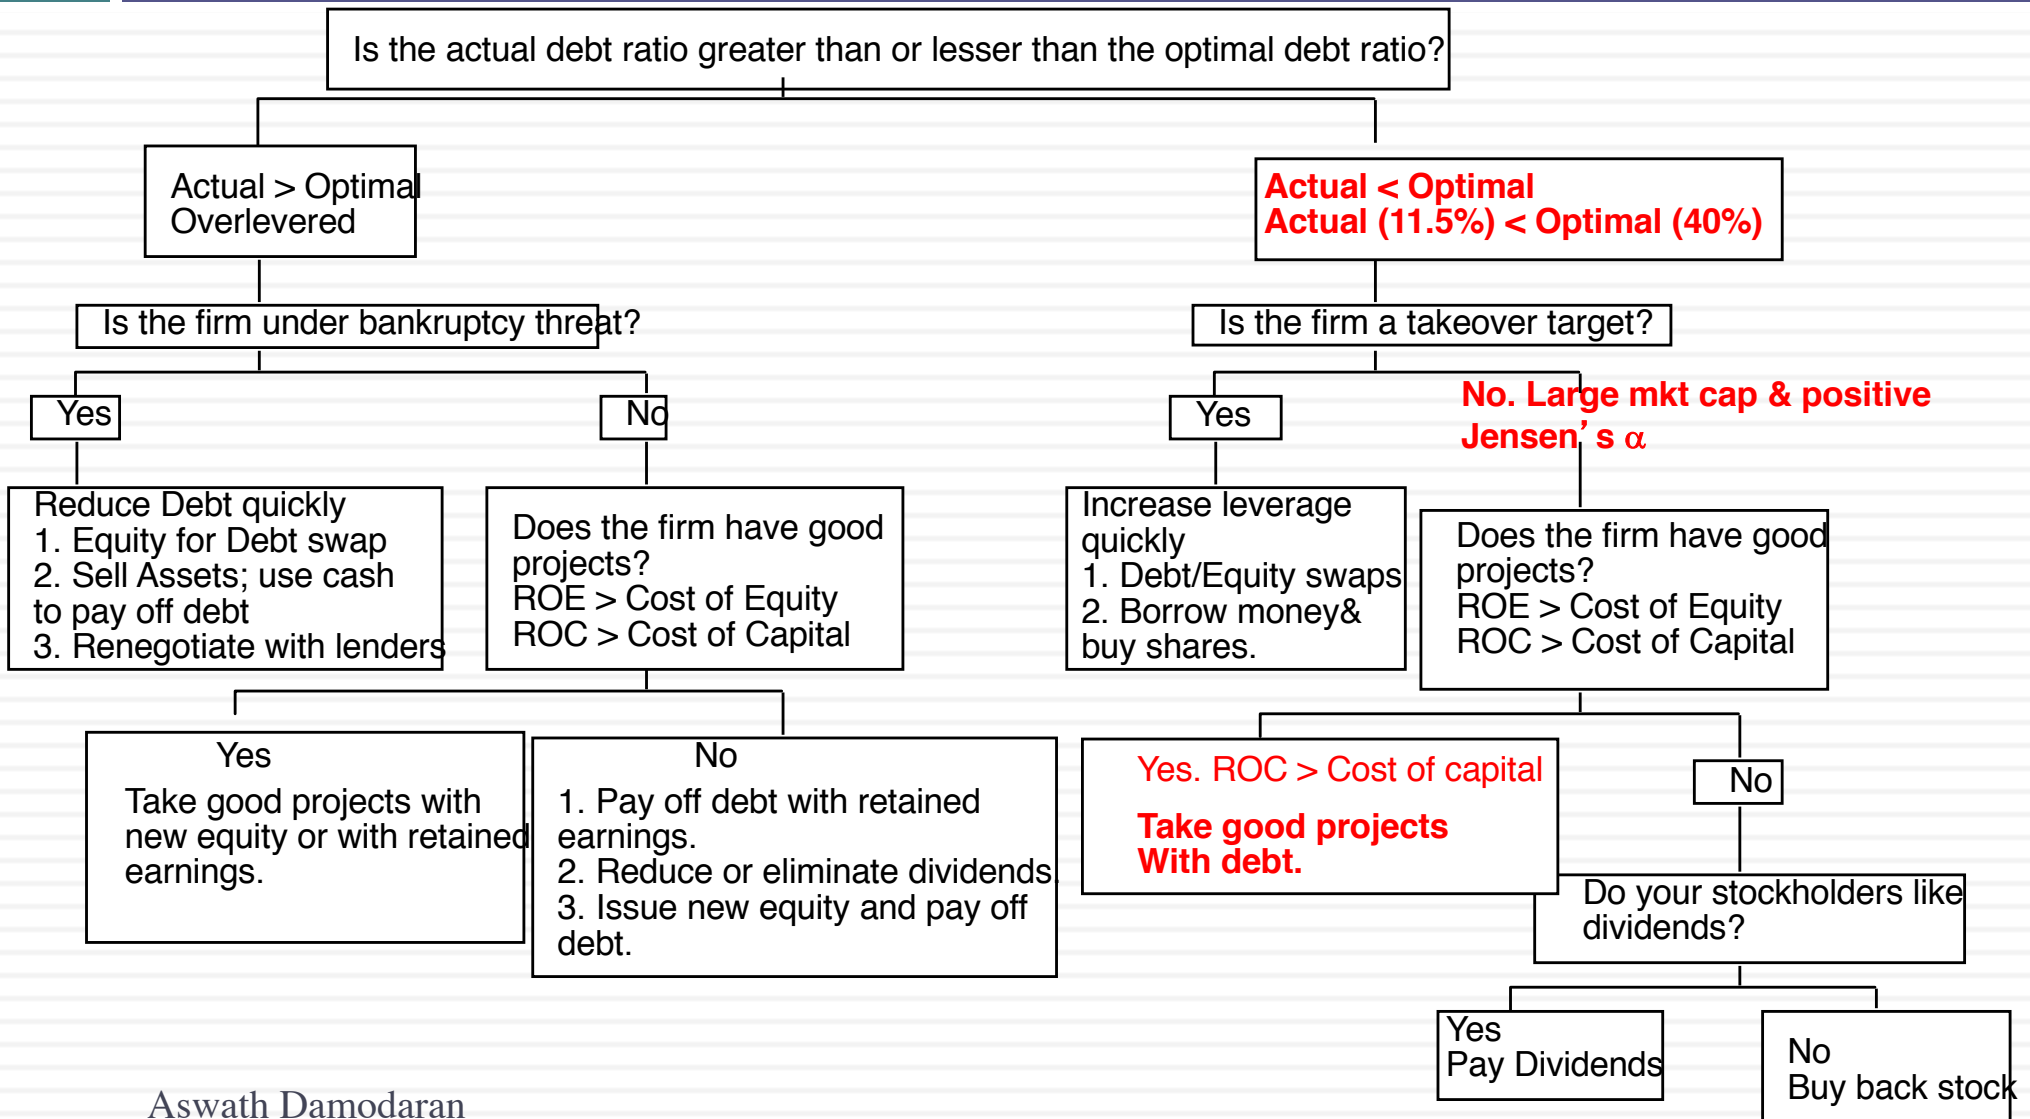 Is the actual debt ratio greater than or lesser than the optimal debt ratio?
Actual > Optimal
Overlevered
Actual < Optimal
Actual (11.5%) < Optimal (40%)
Is the firm under bankruptcy threat?
Is the firm a takeover target?
Yes
No
Yes
No. Large mkt cap & positive
Jensen’s α
Reduce Debt quickly
1. Equity for Debt swap
2. Sell Assets; use cash
to pay off debt
3. Renegotiate with lenders
Does the firm have good
projects?
ROE > Cost of Equity
ROC > Cost of Capital
Increase leverage
quickly
1. Debt/Equity swaps
2. Borrow money&
buy shares.
Does the firm have good
projects?
ROE > Cost of Equity
ROC > Cost of Capital
Yes
Take good projects with
new equity or with retained
earnings.
No
1. Pay off debt with retained
earnings.
2. Reduce or eliminate dividends.
3. Issue new equity and pay off
debt.
Yes. ROC > Cost of capital
Take good projects
With debt.
No
Do your stockholders like
dividends?
Yes
Pay Dividends
No
Buy back stock
Aswath Damodaran